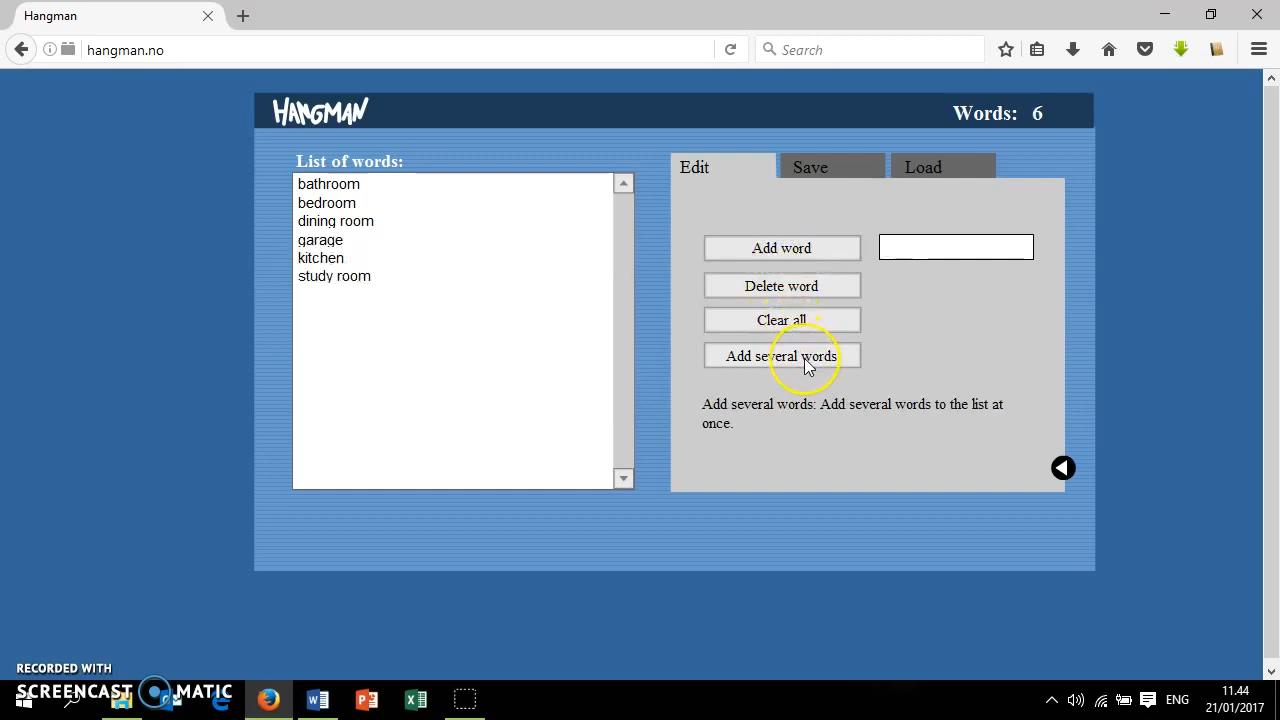 Hangman
hangman.no
Search
HANGMAN
Words: 6
List of words:
bathroom
bedroom
dining room
garage
kitchen
study room
Edit
Save
Load
Add word
Delete word
Clear all
Add several words
Add several words: Add several words to the list at
once.
RECORDED WITH
SCREENCAST MATIC
ENG
11.44
21/01/2017